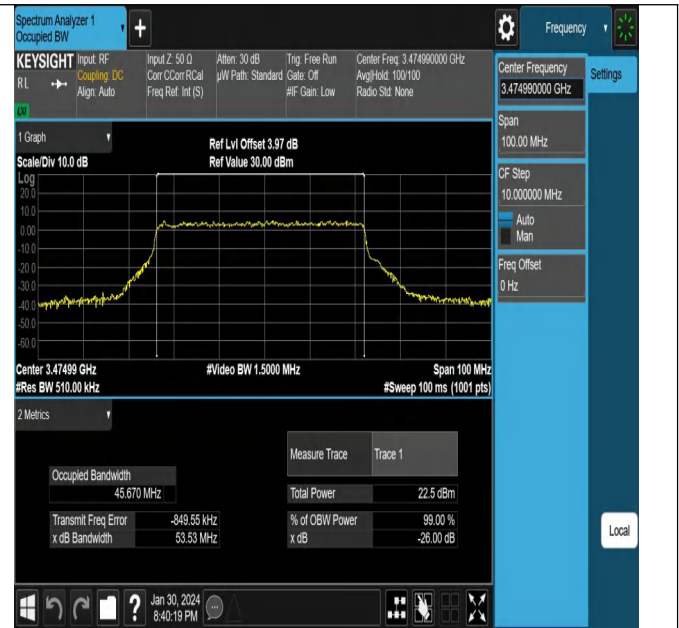 Spectrum Analyzer 1
Occupied BW
+
Frequency
KEYSIGHT
R L
LXI
Input: RF
Coupling: DC
Align: Auto
Input Z: 50 Ω
Corr CCorr RCal
Freq Ref: Int (S)
Atten: 30 dB
µW Path: Standard
Trig: Free Run
Gate: Off
#IF Gain: Low
Center Freq: 3.474990000 GHz
Avg|Hold: 100/100
Radio Std: None
Center Frequency
3.474990000 GHz
Settings
Span
100.00 MHz
CF Step
10.000000 MHz
Auto
Man
Freq Offset
0 Hz
1 Graph
Scale/Div 10.0 dB
Ref Lvl Offset 3.97 dB
Ref Value 30.00 dBm
Log
20.0
10.0
0.00
-10.0
-20.0
-30.0
-40.0
-50.0
-60.0
Center 3.47499 GHz
#Video BW 1.5000 MHz
Span 100 MHz
#Res BW 510.00 kHz
#Sweep 100 ms (1001 pts)
2 Metrics
Measure Trace
Trace 1
Occupied Bandwidth
45.670 MHz
Total Power
22.5 dBm
Transmit Freq Error
-849.55 kHz
% of OBW Power
99.00 %
x dB Bandwidth
53.53 MHz
x dB
-26.00 dB
Local
?
Jan 30, 2024
8:40:19 PM